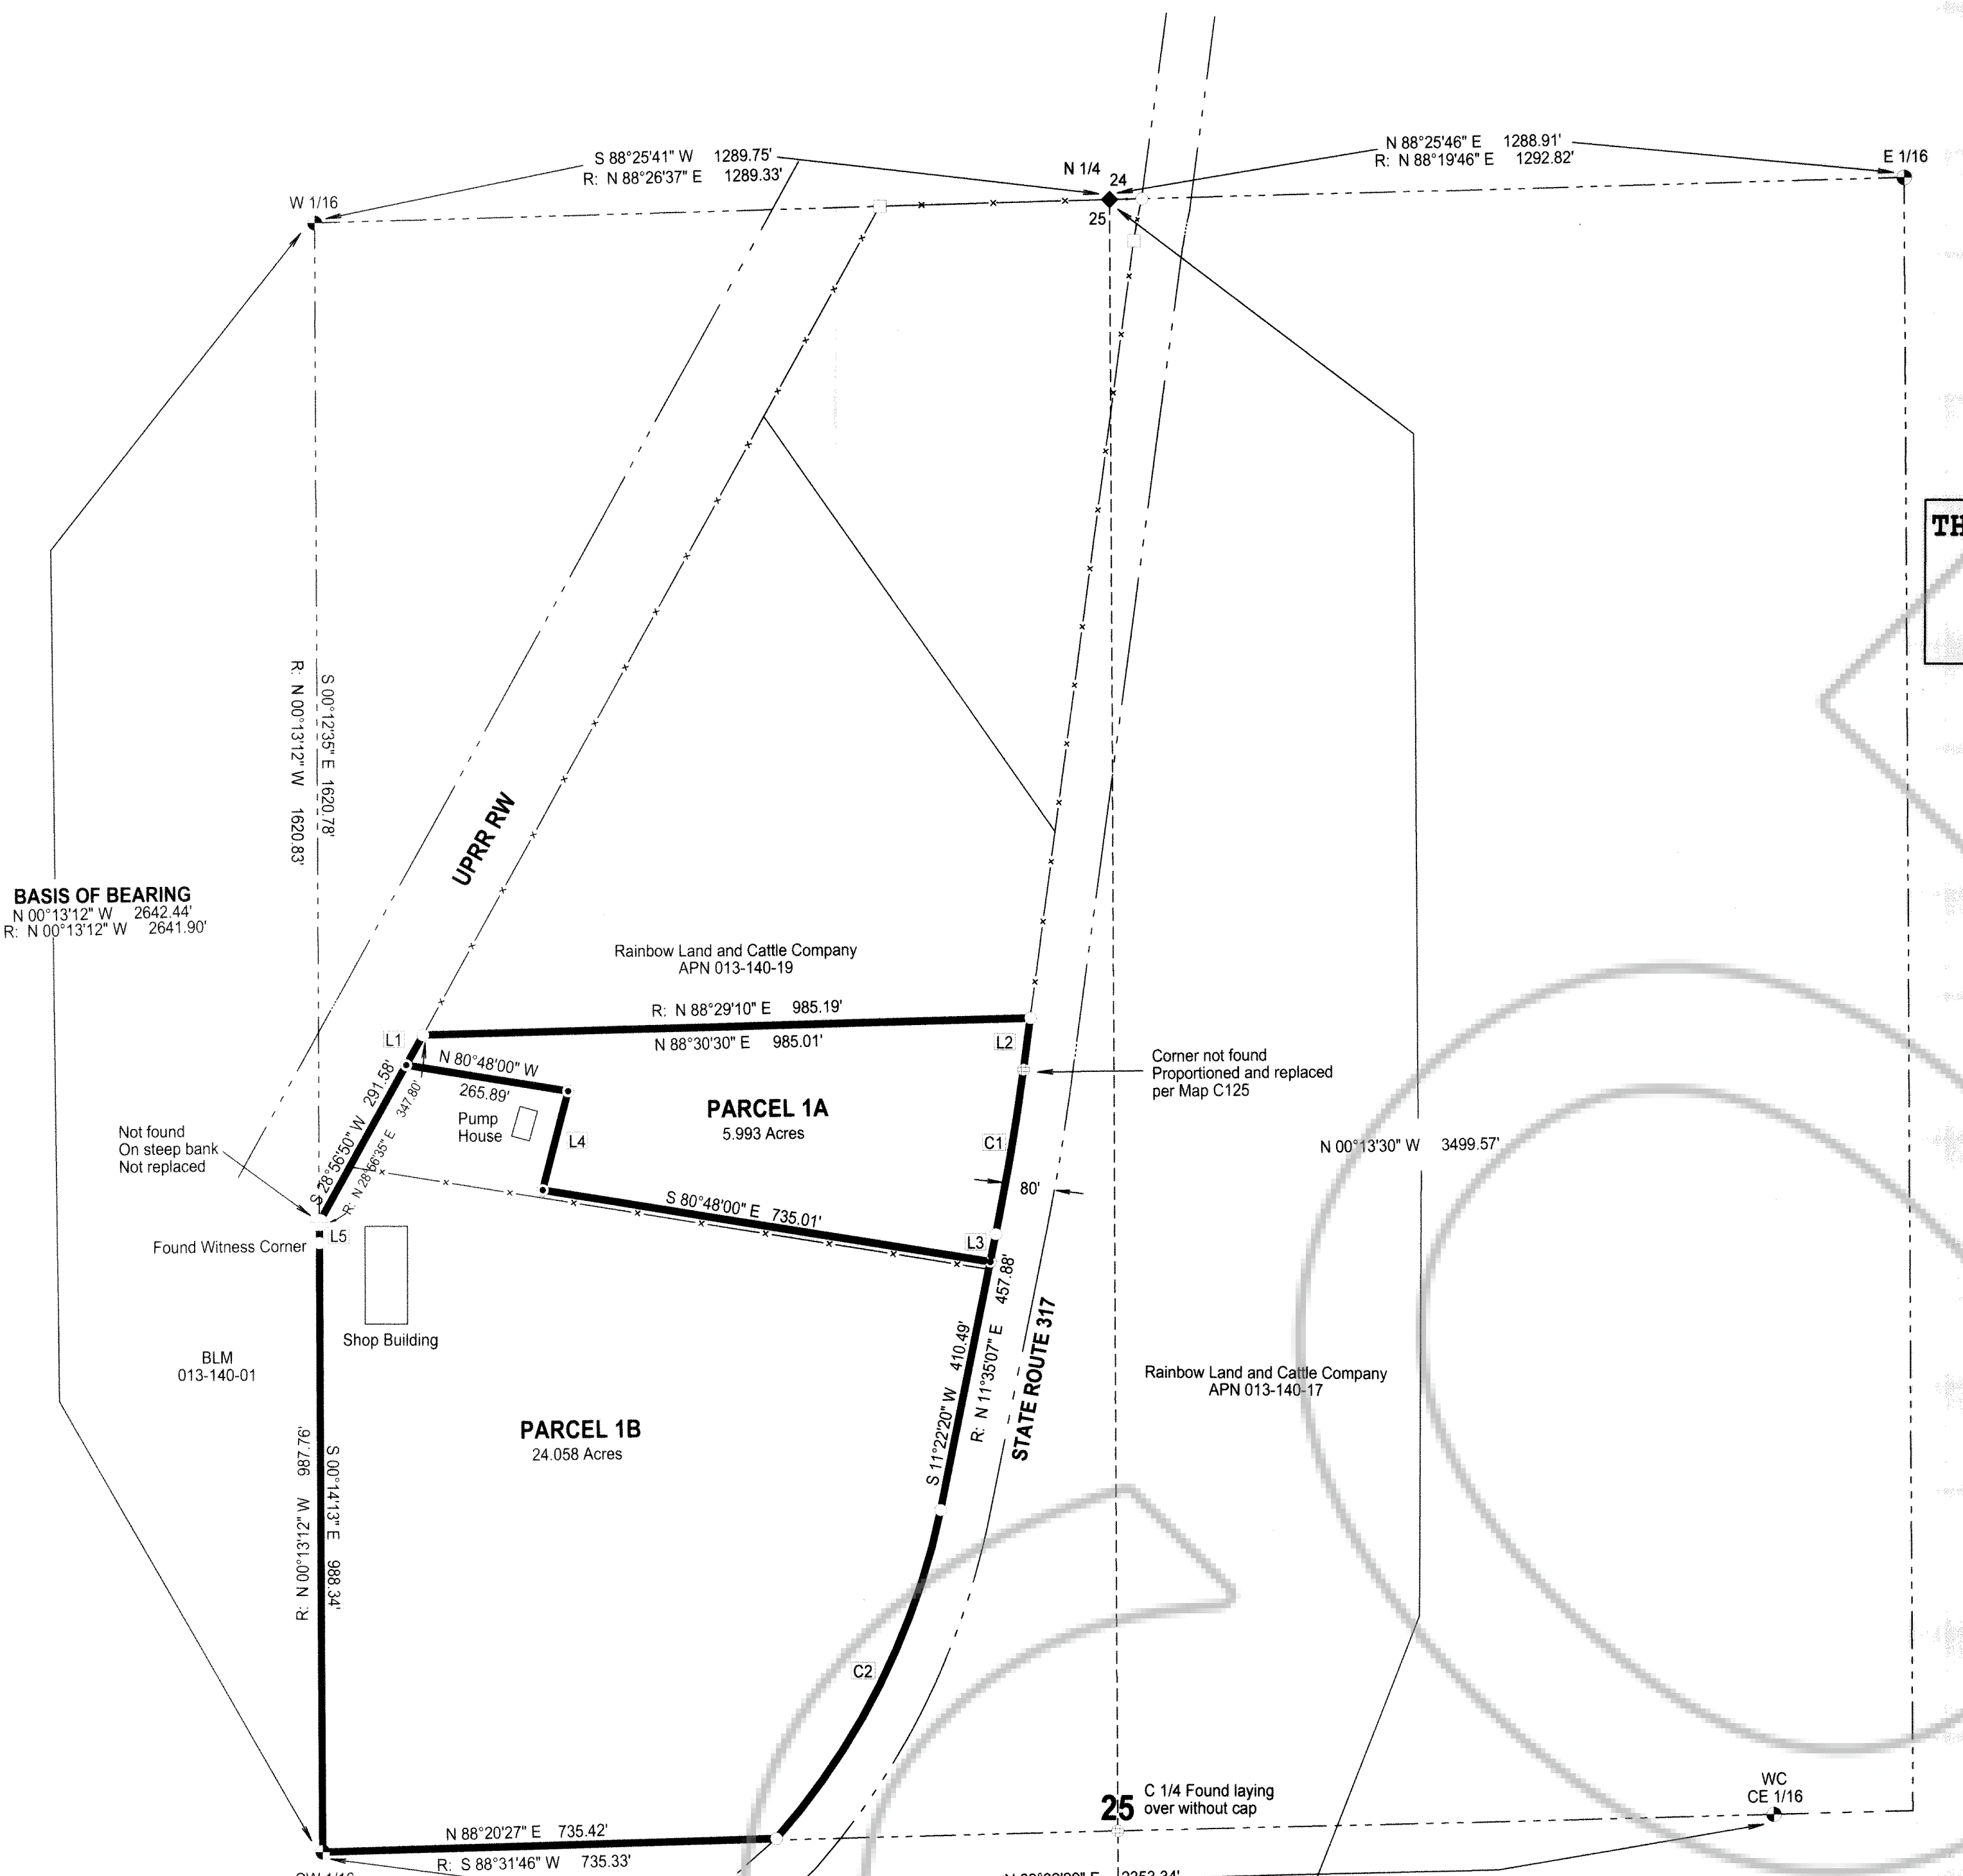 S 88°25'41" W 1289.75'
R: N 88°26'37" E 1289.33'
N 88°25'46" E 1288.91'
R: N 88°19'46" E 1292.82'
N 1/4
24
25
E 1/16
W 1/16
TH
S 00°12'35" E 1620.78'
R: N 00°13'12" W 1620.83'
UPRR RW
BASIS OF BEARING
N 00°13'12" W 2642.44'
R: N 00°13'12" W 2641.90'
Rainbow Land and Cattle Company
APN 013-140-19
R: N 88°29'10" E 985.19'
N 88°30'30" E 985.01'
L1
L2
N 80°48'00" W
265.89'
Corner not found
Proportioned and replaced
per Map C125
PARCEL 1A
5.993 Acres
Pump
House
L4
C1
S 28°56'50" W 291.58'
R: N 28°56'35" E 347.80'
Not found
On steep bank
Not replaced
N 00°13'30" W 3499.57'
80'
S 80°48'00" E 735.01'
L3
L5
Found Witness Corner
Shop Building
BLM
013-140-01
S 11°22'20" W 410.49'
R: N 11°35'07" E 457.88'
STATE ROUTE 317
Rainbow Land and Cattle Company
APN 013-140-17
PARCEL 1B
24.058 Acres
R: N 00°13'12" W 987.76'
S 00°14'13" E 988.34'
C2
WC
CE 1/16
25
C 1/4 Found laying
over without cap
N 88°20'27" E 735.42'
R: S 88°31'46" W 735.33'